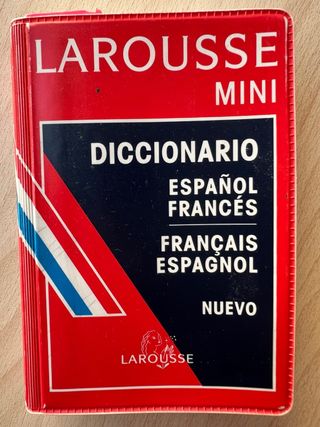 LAROUSSE
MINI
DICCIONARIO
ESPAÑOL
FRANCÉS
FRANÇAIS
ESPAGNOL
NUEVO
LAROUSSE